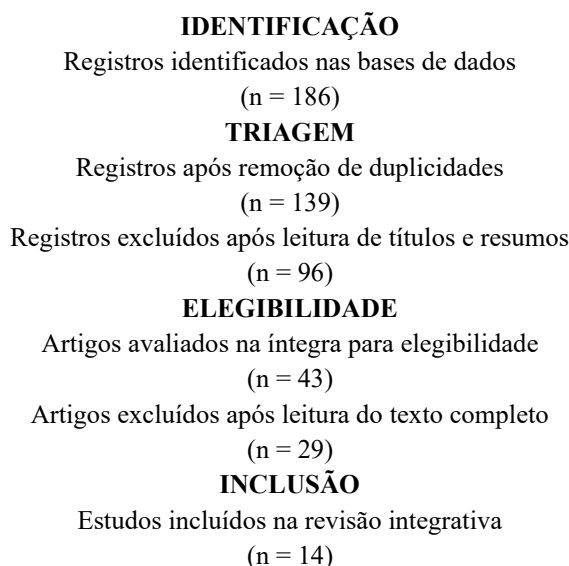 IDENTIFICAÇÃO
Registros identificados nas bases de dados
(n = 186)
TRIAGEM
Registros após remoção de duplicidades
(n = 139)
Registros excluídos após leitura de títulos e resumos
(n = 96)
ELEGIBILIDADE
Artigos avaliados na íntegra para elegibilidade
(n = 43)
Artigos excluídos após leitura do texto completo
(n = 29)
INCLUSÃO
Estudos incluídos na revisão integrativa
(n = 14)